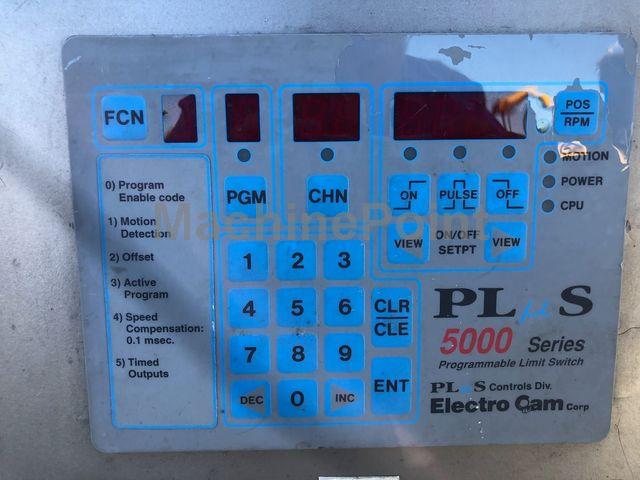 FCN
POS
RPM
MOTION
POWER
CPU
PGM
CHN
ON
PULSE
OFF
VIEW
ON/OFF
SETPT
VIEW
0) Program
Enable code
1) Motion
Detection
2) Offset
3) Active
Program
4) Speed
Compensation:
0.1 msec.
5) Timed
Outputs
1 2 3
4 5 6
7 8 9
DEC 0 INC
CLR
CLE
ENT
PL S
5000 Series
Programmable Limit Switch
PL S Controls Div.
Electro Cam Corp
MachinePoint